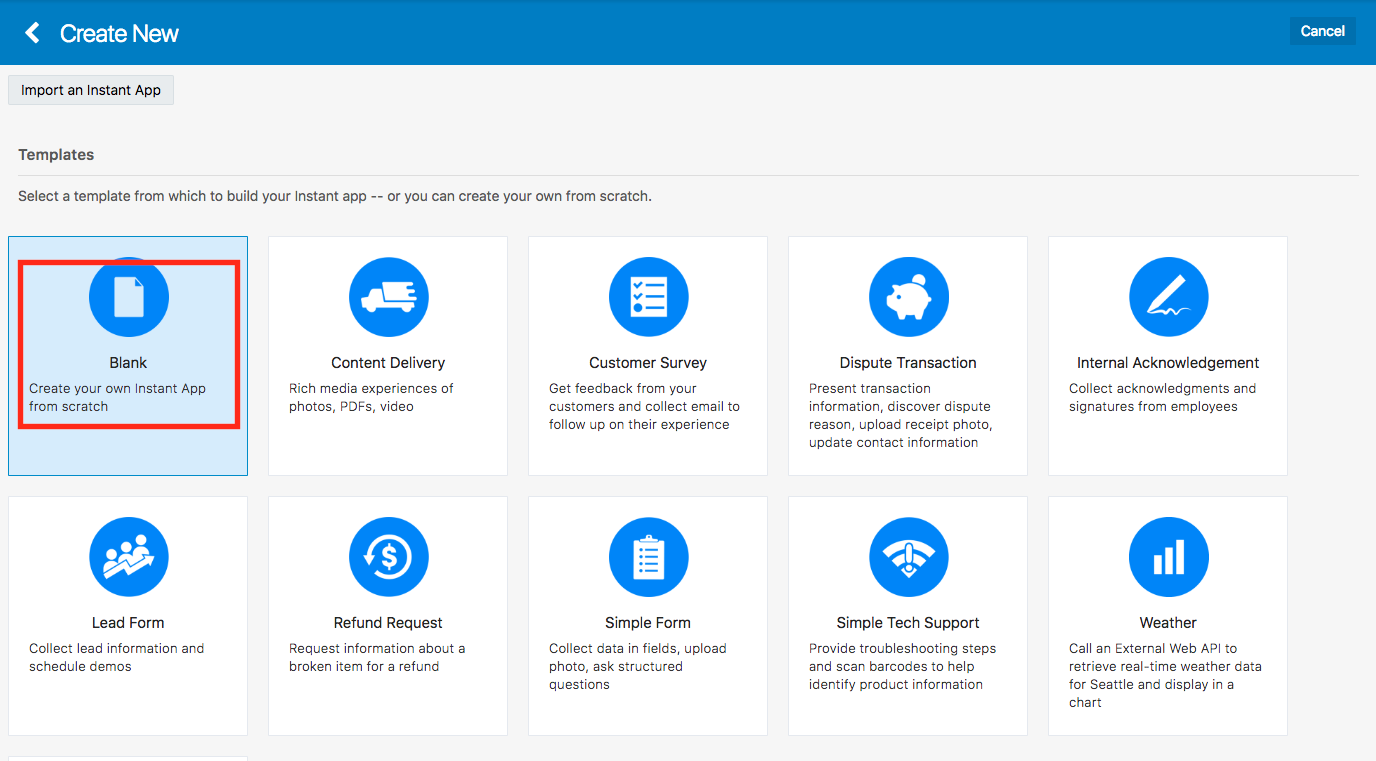 Create New
Cancel
Import an Instant App
Templates
Select a template from which to build your Instant app -- or you can create your own from scratch.
Blank
Create your own Instant App
from scratch
Content Delivery
Rich media experiences of
photos, PDFs, video
Customer Survey
Get feedback from your
customers and collect email to
follow up on their experience
Dispute Transaction
Present transaction
information, discover dispute
reason, upload receipt photo,
update contact information
Internal Acknowledgement
Collect acknowledgments and
signatures from employees
Lead Form
Collect lead information and
schedule demos
Refund Request
Request information about a
broken item for a refund
Simple Form
Collect data in fields, upload
photo, ask structured
questions
Simple Tech Support
Provide troubleshooting steps
and scan barcodes to help
identify product information
Weather
Call an External Web API to
retrieve real-time weather data
for Seattle and display in a
chart